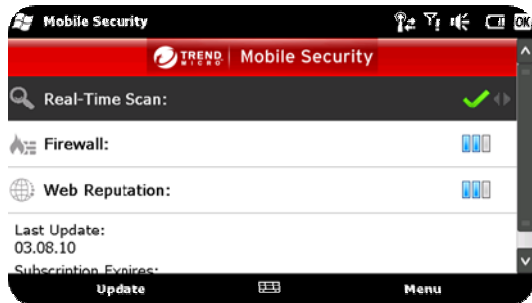 Mobile Security
OK
TREND MICRO Mobile Security
Real-Time Scan:
Firewall:
Web Reputation:
Last Update:
03.08.10
Subscription Expires:
Update Menu